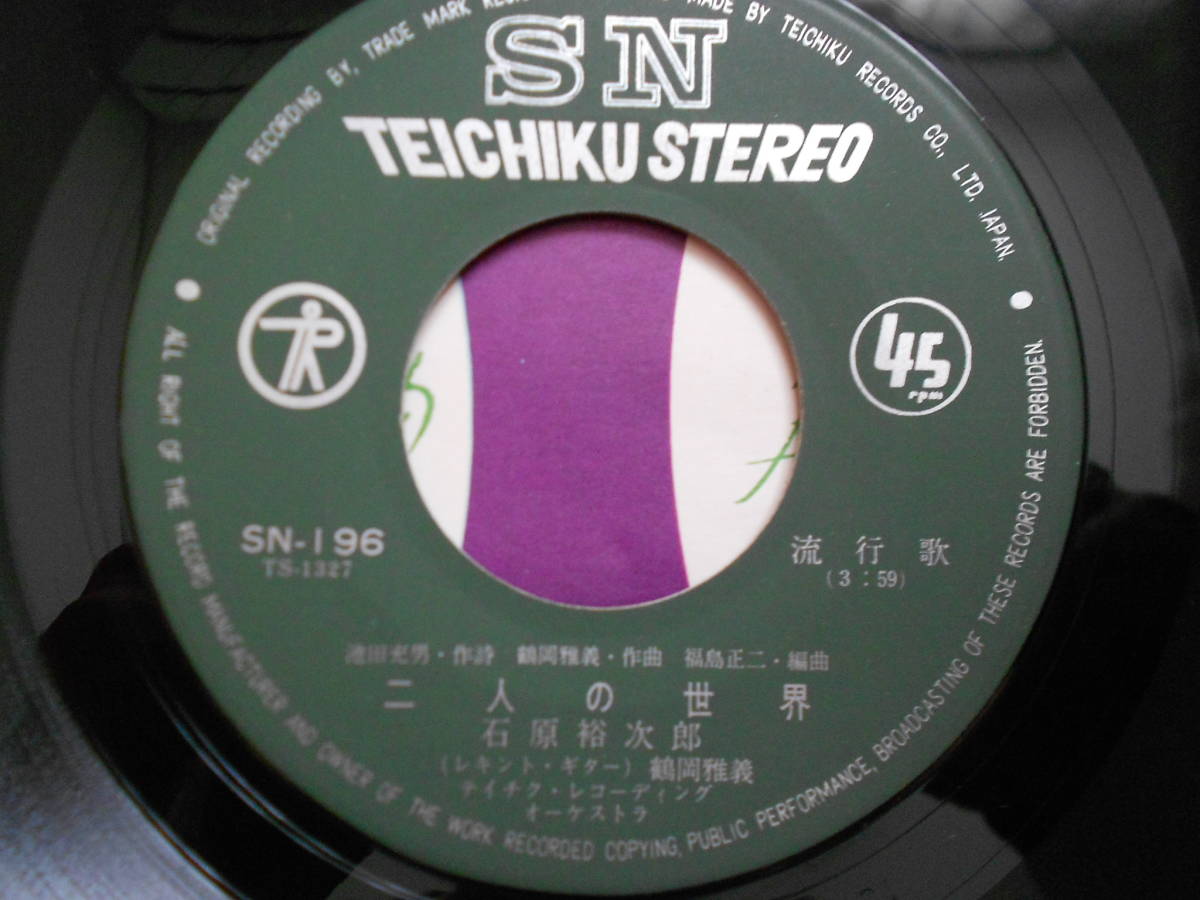 SN
TEICHIKU STEREO
ORIGINAL RECORDING BY, TRADE MARK MADE BY TEICHIKU RECORDS CO., LTD. JAPAN.
45
rpm
SN-196
TS-1327
流行歌
(3:59)
池田充男・作詩 鶴岡雅義・作曲 福島正二・編曲
二人の世界
石原裕次郎
(レキント・ギター) 鶴岡雅義
テイチク・レコーディング
オーケストラ
ALL RIGHT OF THE RECORD MANUFACTURER AND OWNER OF THE WORK RECORDED COPYING, PUBLIC PERFORMANCE, BROADCASTING OF THESE RECORDS ARE FORBIDDEN.